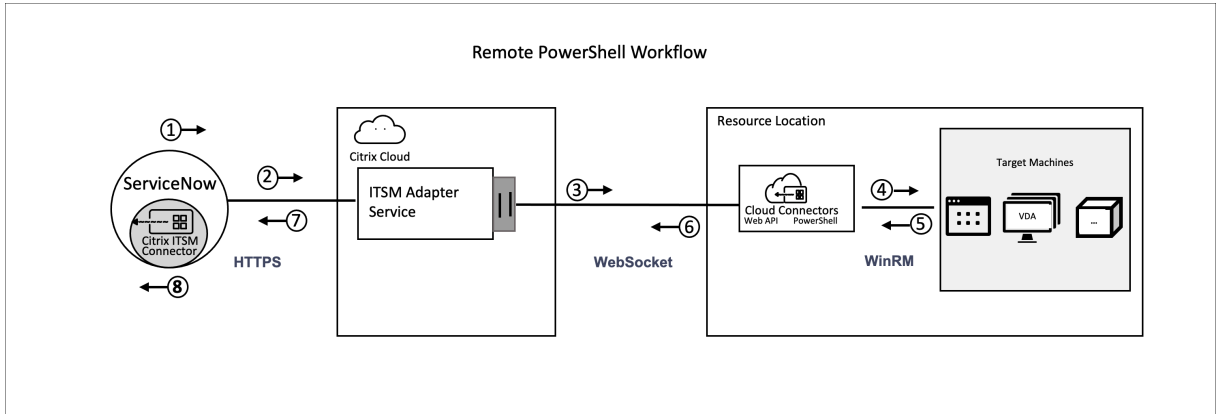 Remote PowerShell Workflow
①
ServiceNow
Citrix ITSM
Connector
⑧
②
⑦
HTTPS
Citrix Cloud
ITSM Adapter
Service
③
⑥
WebSocket
Resource Location
Cloud Connectors
Web API PowerShell
④
⑤
WinRM
Target Machines
VDA
...